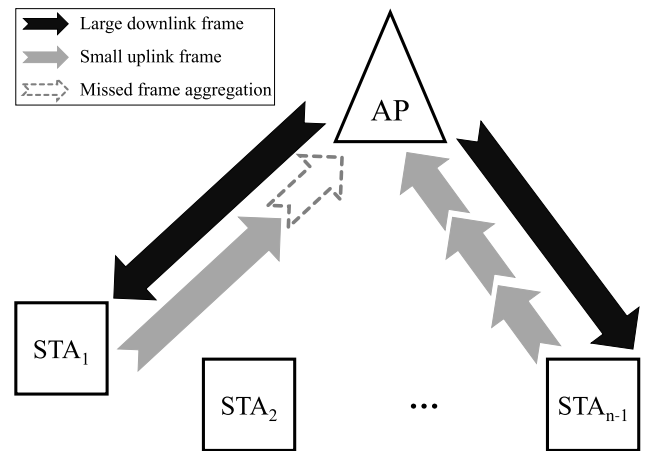 Large downlink frame
Small uplink frame
Missed frame aggregation
AP
STA₁
STA₂
...
STAₙ₋₁